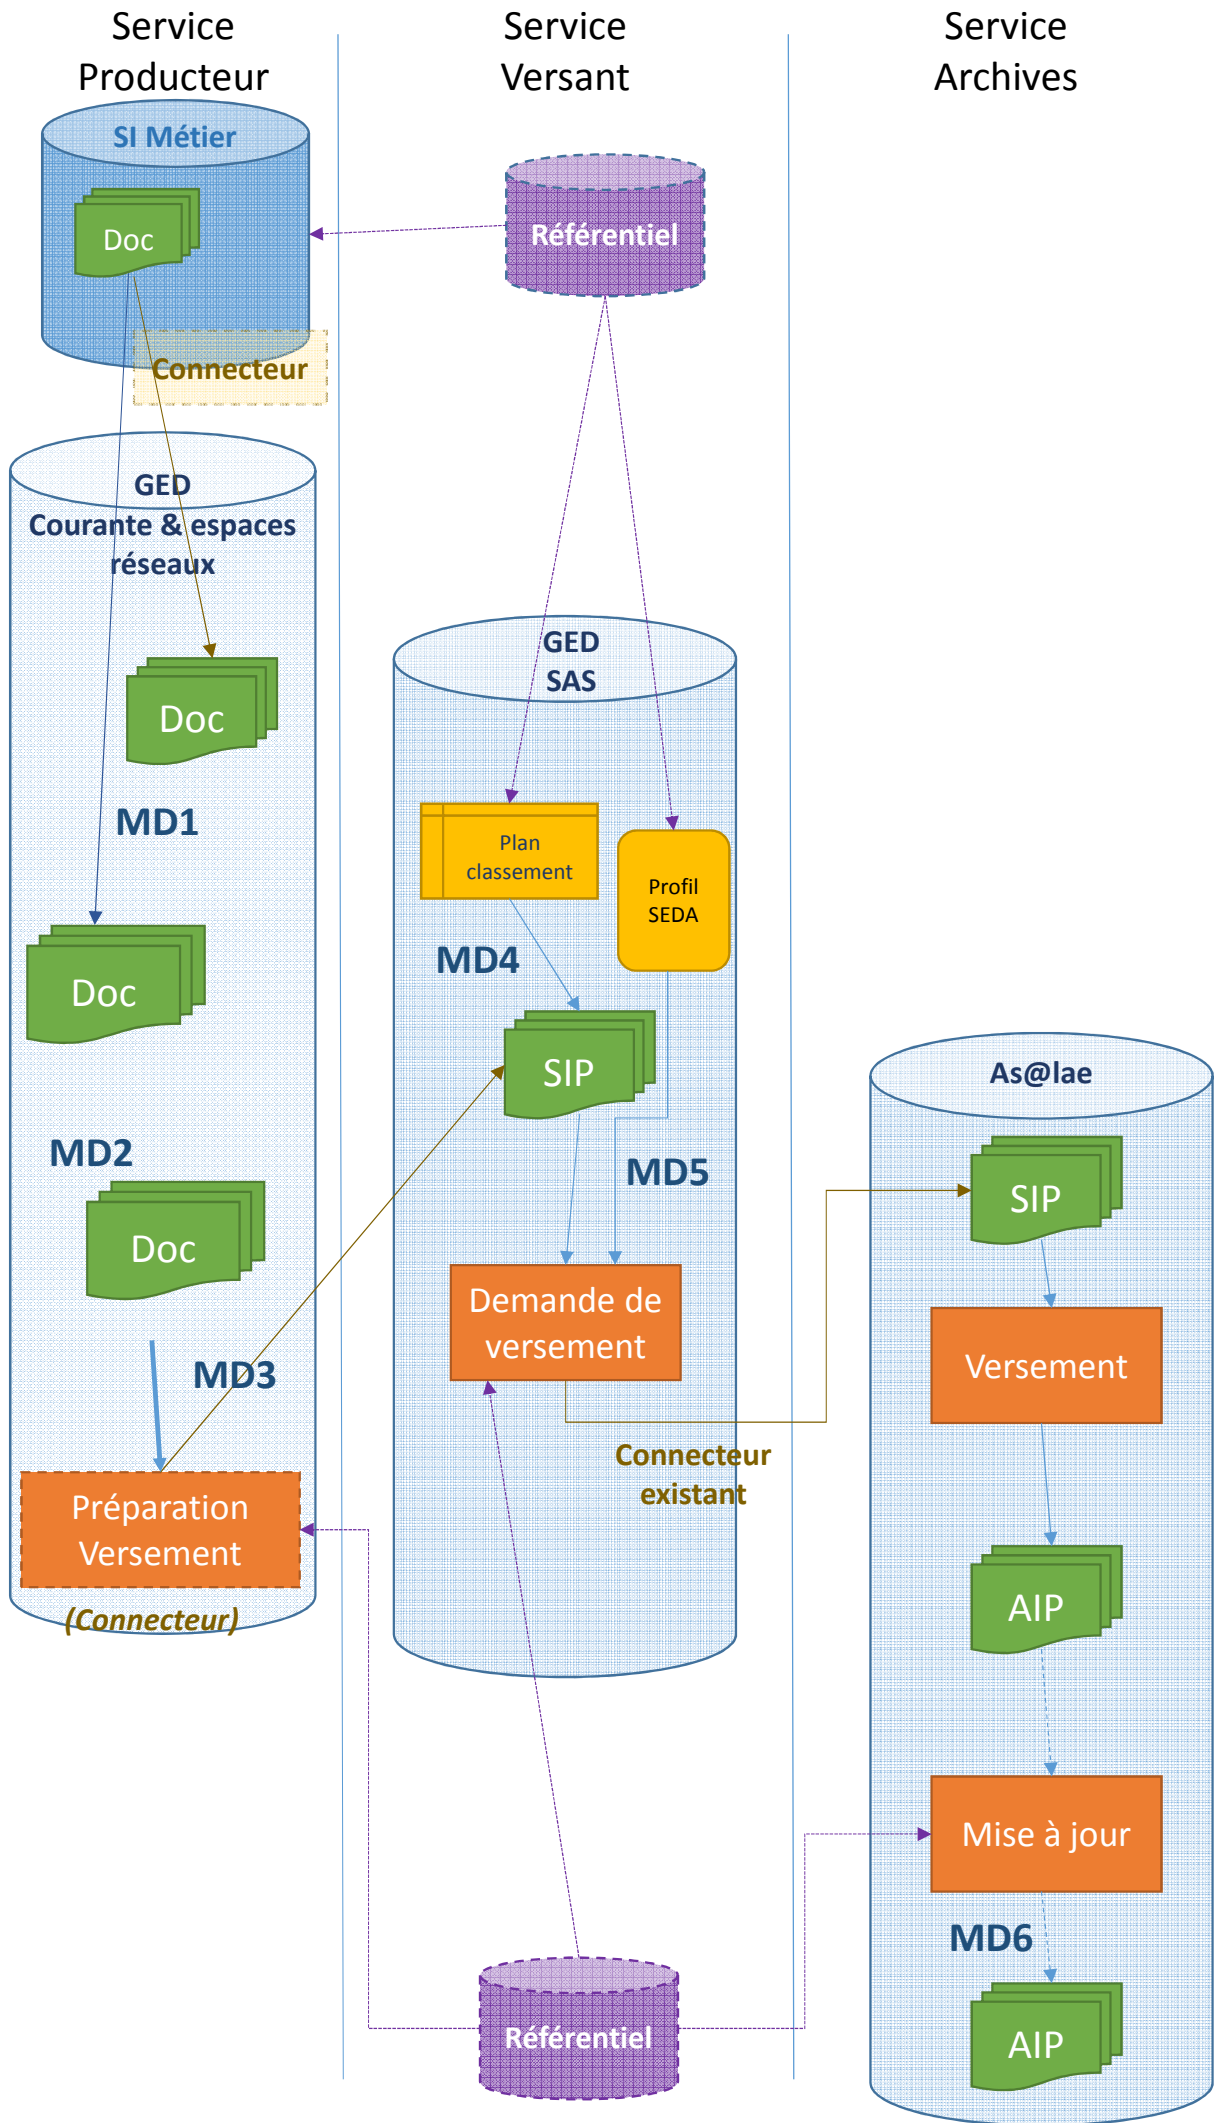 Service
Producteur
Service
Versant
Service
Archives
SI Métier
Doc
Référentiel
Connecteur
GED
Courante & espaces
réseaux
Doc
MD1
Doc
MD2
Doc
MD3
Préparation
Versement
(Connecteur)
GED
SAS
Plan
classement
Profil
SEDA
MD4
SIP
MD5
Demande de
versement
Connecteur
existant
Référentiel
As@lae
SIP
Versement
AIP
Mise à jour
MD6
AIP